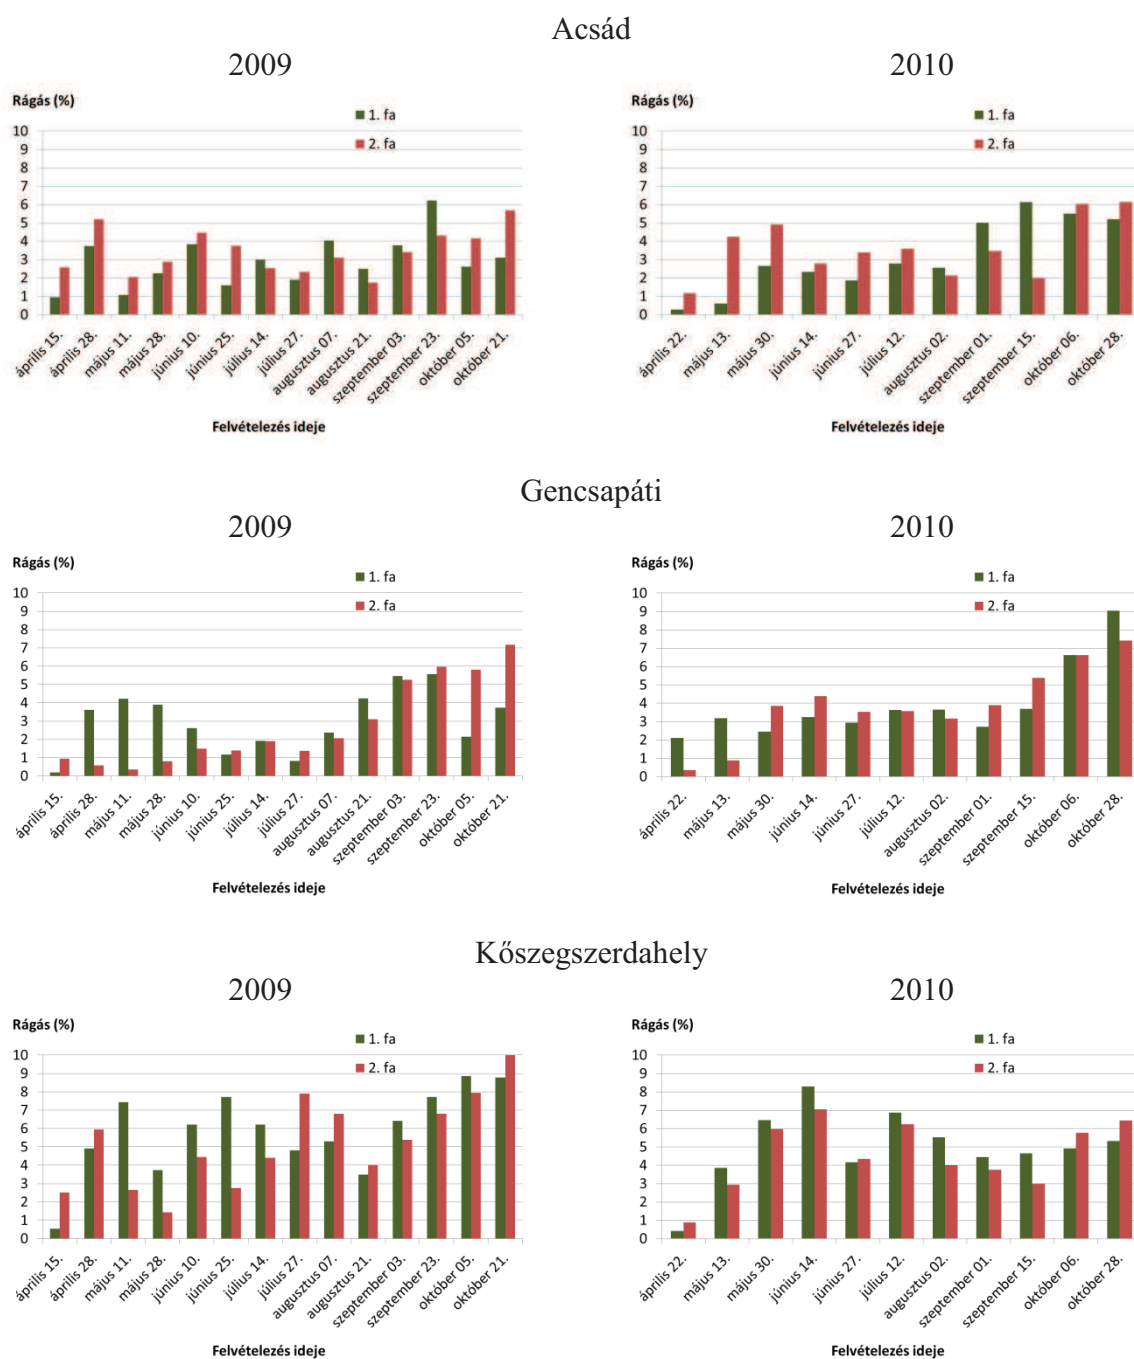 Acsád
2009
2010
Rágás (%)
1. fa
2. fa
10
9
8
7
6
5
4
3
2
1
0
április 15.
április 28.
május 11.
május 28.
június 10.
június 25.
július 14.
július 27.
augusztus 07.
augusztus 21.
szeptember 03.
szeptember 23.
október 05.
október 21.
Felvételezés ideje
Rágás (%)
1. fa
2. fa
10
9
8
7
6
5
4
3
2
1
0
április 22.
május 13.
május 30.
június 14.
június 27.
július 12.
augusztus 02.
szeptember 01.
szeptember 15.
október 06.
október 28.
Felvételezés ideje
Gencsapáti
2009
2010
Rágás (%)
1. fa
2. fa
10
9
8
7
6
5
4
3
2
1
0
április 15.
április 28.
május 11.
május 28.
június 10.
június 25.
július 14.
július 27.
augusztus 07.
augusztus 21.
szeptember 03.
szeptember 23.
október 05.
október 21.
Felvételezés ideje
Rágás (%)
1. fa
2. fa
10
9
8
7
6
5
4
3
2
1
0
április 22.
május 13.
május 30.
június 14.
június 27.
július 12.
augusztus 02.
szeptember 01.
szeptember 15.
október 06.
október 28.
Felvételezés ideje
Kőszegszerdahely
2009
2010
Rágás (%)
1. fa
2. fa
10
9
8
7
6
5
4
3
2
1
0
április 15.
április 28.
május 11.
május 28.
június 10.
június 25.
július 14.
július 27.
augusztus 07.
augusztus 21.
szeptember 03.
szeptember 23.
október 05.
október 21.
Felvételezés ideje
Rágás (%)
1. fa
2. fa
10
9
8
7
6
5
4
3
2
1
0
április 22.
május 13.
május 30.
június 14.
június 27.
július 12.
augusztus 02.
szeptember 01.
szeptember 15.
október 06.
október 28.
Felvételezés ideje